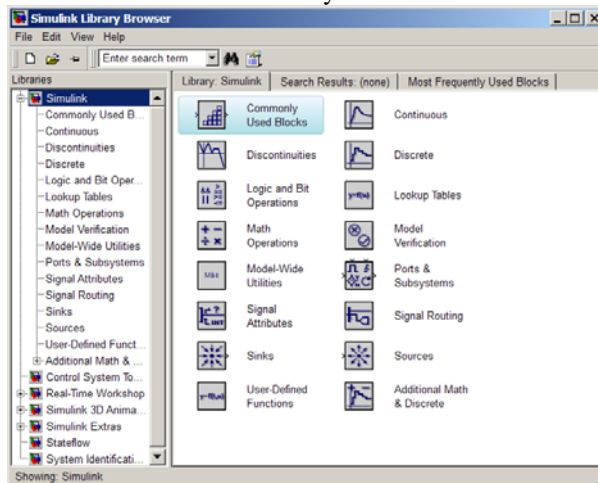 Simulink Library Browser
File Edit View Help
Enter search term
Libraries
Library: Simulink
Search Results: (none)
Most Frequently Used Blocks
Simulink
Commonly Used B...
Continuous
Discontinuities
Discrete
Logic and Bit Oper...
Lookup Tables
Math Operations
Model Verification
Model-Wide Utilities
Ports & Subsystems
Signal Attributes
Signal Routing
Sinks
Sources
User-Defined Funct...
Additional Math & ...
Control System To...
Real-Time Workshop
Simulink 3D Anima...
Simulink Extras
Stateflow
System Identificati...
Commonly
Used Blocks
Continuous
Discontinuities
Discrete
Logic and Bit
Operations
y=f(u)
Lookup Tables
Math
Operations
Model
Verification
Misc
Model-Wide
Utilities
Ports &
Subsystems
Signal
Attributes
Signal Routing
Sinks
Sources
y=f(u)
User-Defined
Functions
Additional Math
& Discrete
Showing: Simulink